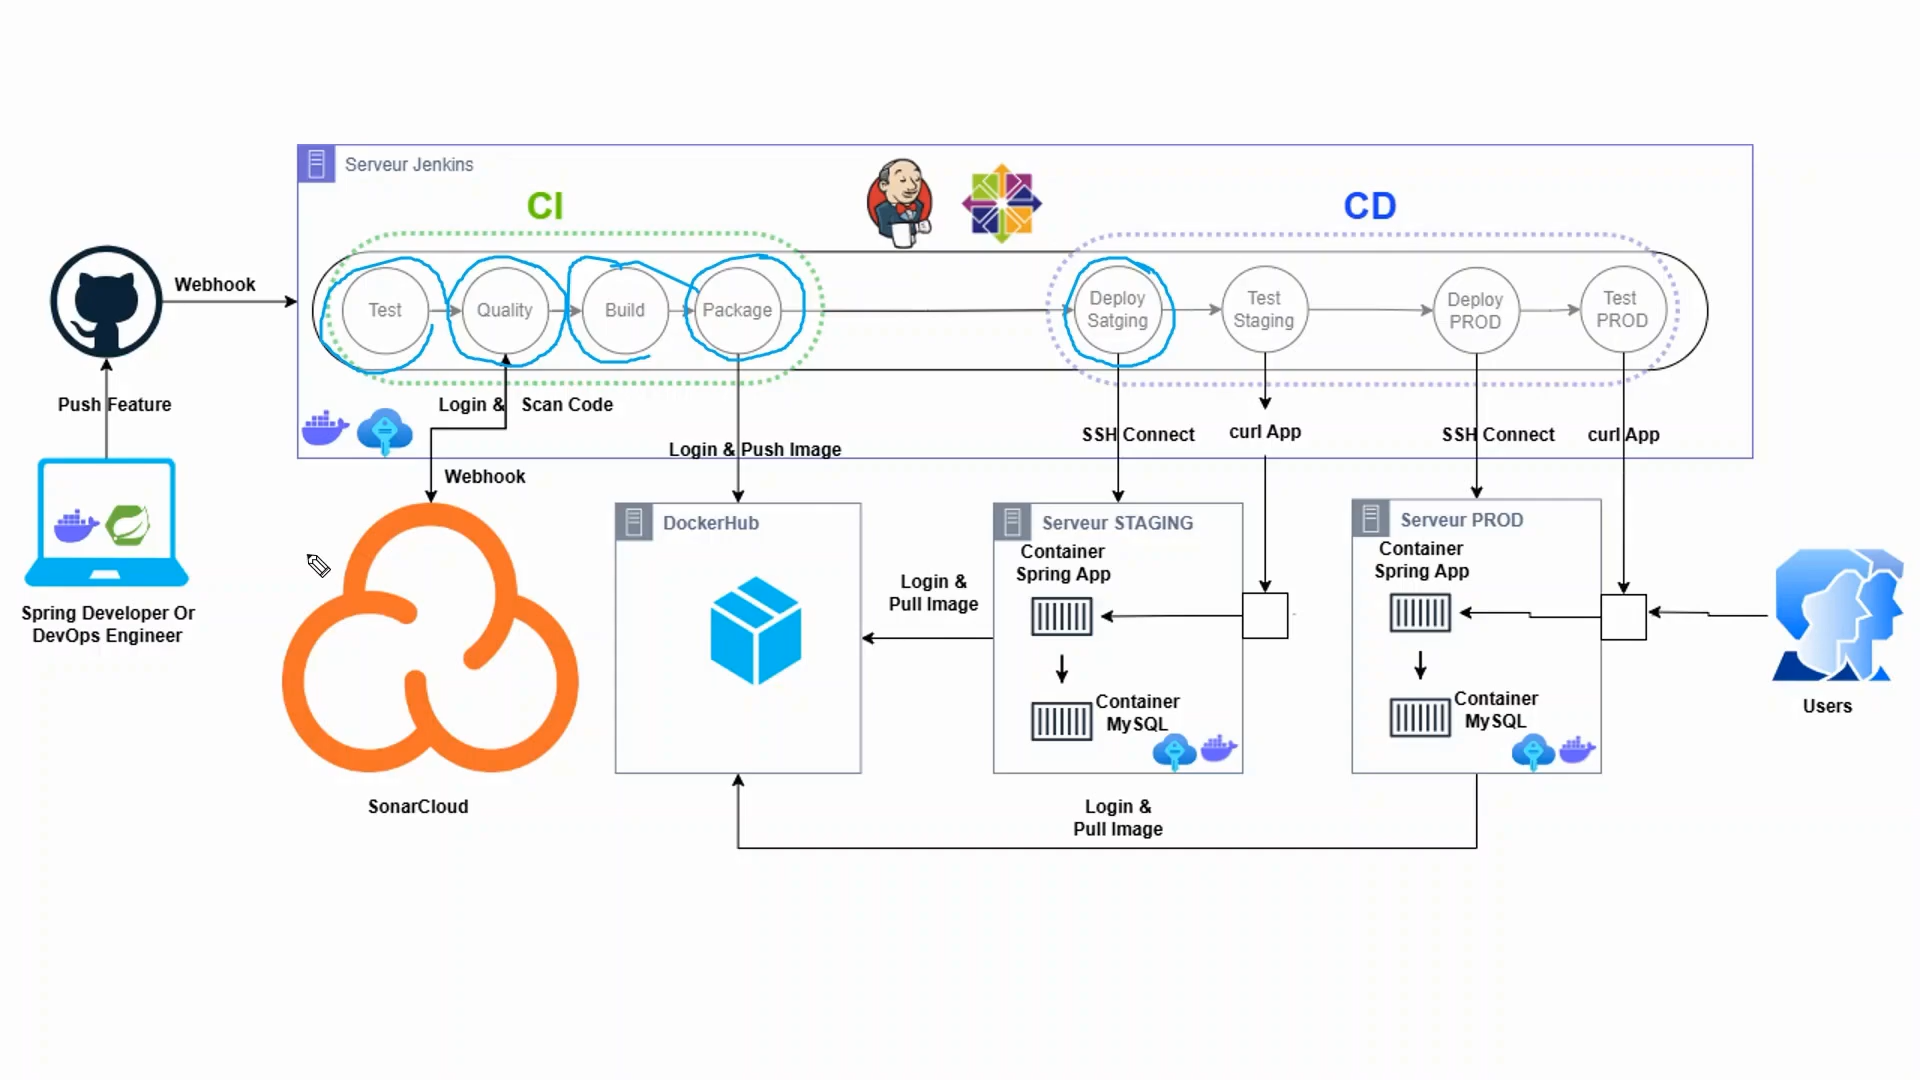 Serveur Jenkins
CI
CD
Webhook
Test
Quality
Build
Package
Deploy
Satging
Test
Staging
Deploy
PROD
Test
PROD
Push Feature
Login & Scan Code
Login & Push Image
SSH Connect
curl App
SSH Connect
curl App
Webhook
DockerHub
Serveur STAGING
Container
Spring App
Serveur PROD
Container
Spring App
Login &
Pull Image
Spring Developer Or
DevOps Engineer
Container
MySQL
Container
MySQL
Users
SonarCloud
Login &
Pull Image